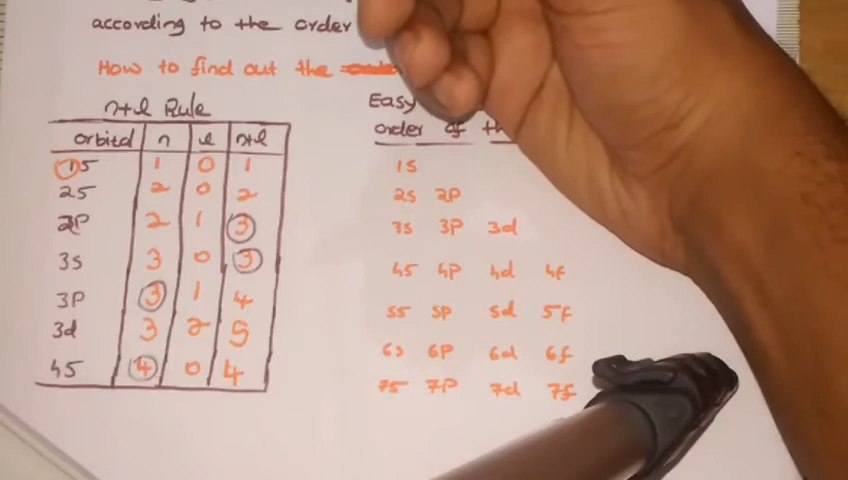 according to the order
How to find out the
n+l Rule
orbital n l n+l
1s 1 0 1
2s 2 0 2
2p 2 1 3
3s 3 0 3
3p 3 1 4
3d 3 2 5
4s 4 0 4
Easy
order of
1s
2s 2p
3s 3p 3d
4s 4p 4d 4f
5s 5p 5d 5f
6s 6p 6d 6f
7s 7p 7d 7f